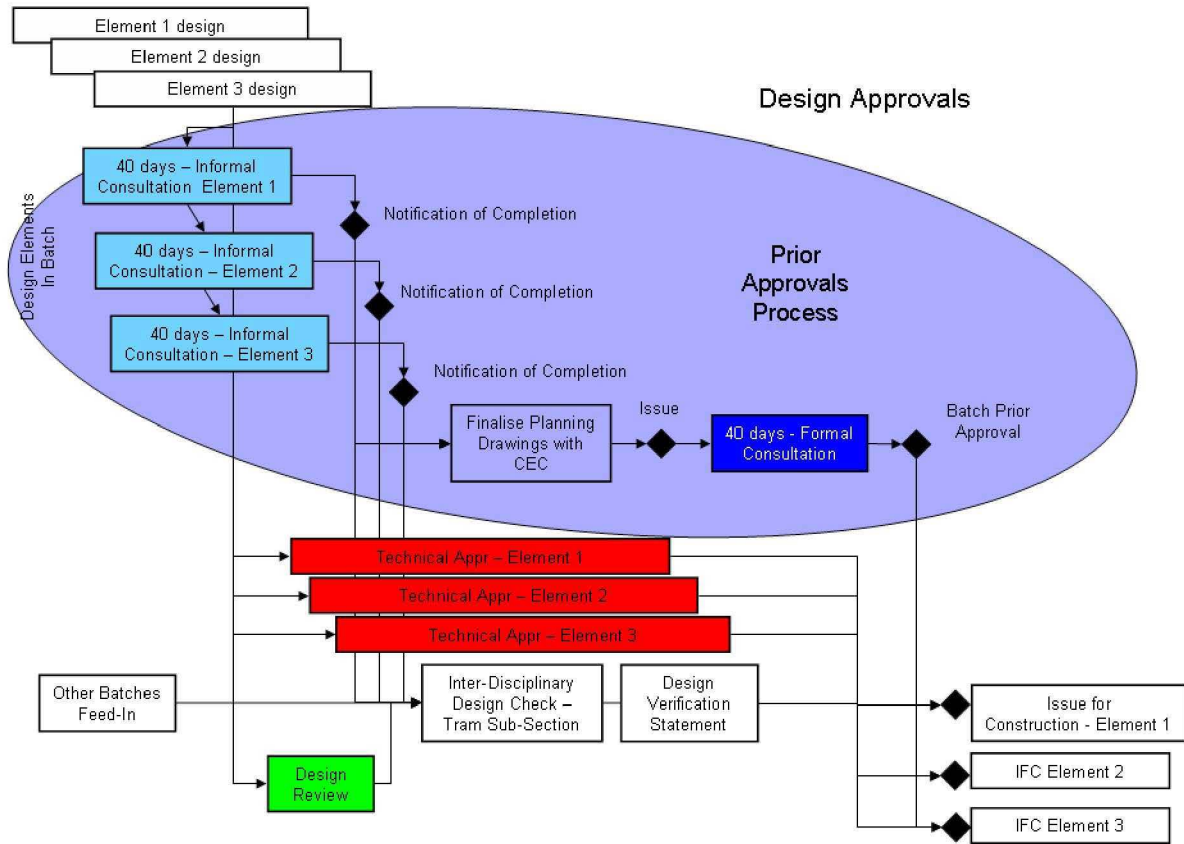 Element 1 design
Element 2 design
Element 3 design
Design Approvals
40 days – Informal
Consultation Element 1
Notification of Completion
Design Elements
In Batch
40 days – Informal
Consultation – Element 2
Notification of Completion
Prior
Approvals
Process
40 days – Informal
Consultation – Element 3
Notification of Completion
Finalise Planning
Drawings with
CEC
Issue
40 days - Formal
Consultation
Batch Prior
Approval
Technical Appr – Element 1
Technical Appr – Element 2
Technical Appr – Element 3
Other Batches
Feed-In
Inter-Disciplinary
Design Check –
Tram Sub-Section
Design
Verification
Statement
Issue for
Construction - Element 1
Design
Review
IFC Element 2
IFC Element 3